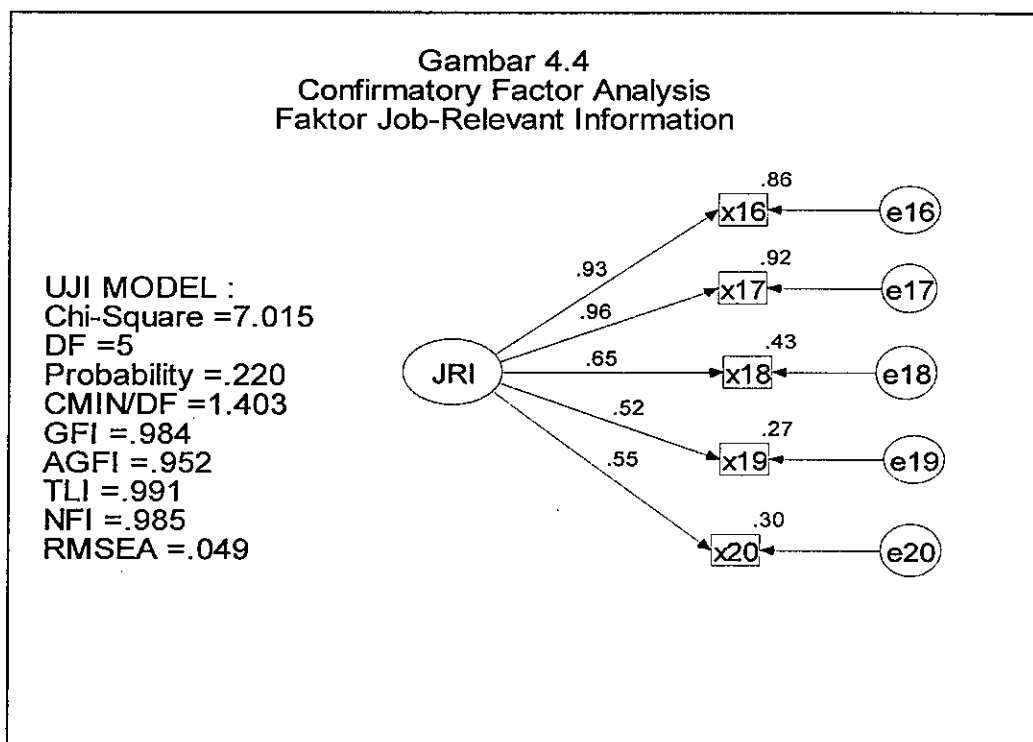 Gambar 4.4
Confirmatory Factor Analysis
Faktor Job-Relevant Information
UJI MODEL :
Chi-Square =7.015
DF =5
Probability =.220
CMIN/DF =1.403
GFI =.984
AGFI =.952
TLI =.991
NFI =.985
RMSEA =.049
JRI
.93
.96
.65
.52
.55
.86
x16
e16
.92
x17
e17
.43
x18
e18
.27
x19
e19
.30
x20
e20